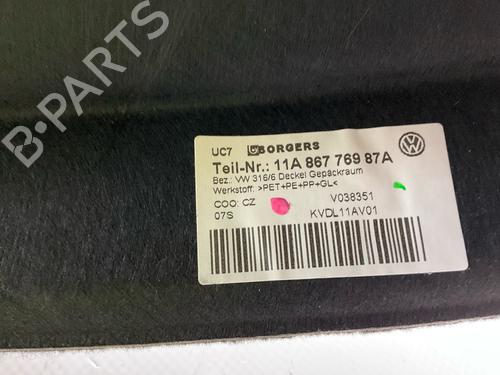 UC7 BORGERS
Teil-Nr.: 11A 867 769 87A
Bez.: VW 316/6 Deckel Gepäckraum
Werkstoff: >PET+PE+PP+GL<
COO: CZ V038351
07S KVDL11AV01
B-PARTS